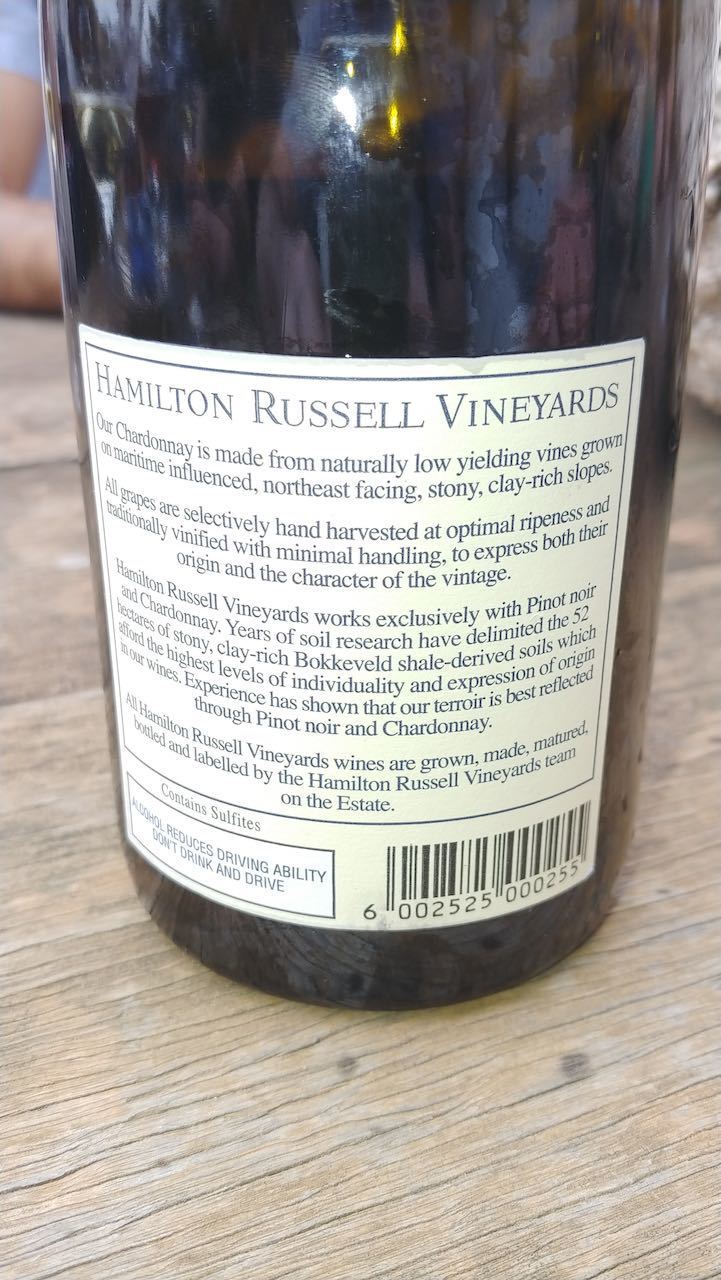 HAMILTON RUSSELL VINEYARDS
Our Chardonnay is made from naturally low yielding vines grown
on maritime influenced, northeast facing, stony, clay-rich slopes.
All grapes are selectively hand harvested at optimal ripeness and
traditionally vinified with minimal handling, to express both their
origin and the character of the vintage.
Hamilton Russell Vineyards works exclusively with Pinot noir
and Chardonnay. Years of soil research have delimited the 52
hectares of stony, clay-rich Bokkeveld shale-derived soils which
afford the highest levels of individuality and expression of origin
in our wines. Experience has shown that our terroir is best reflected
through Pinot noir and Chardonnay.
All Hamilton Russell Vineyards wines are grown, made, matured,
bottled and labelled by the Hamilton Russell Vineyards team
on the Estate.
Contains Sulfites
ALCOHOL REDUCES DRIVING ABILITY
DON'T DRINK AND DRIVE
6 002525 000255